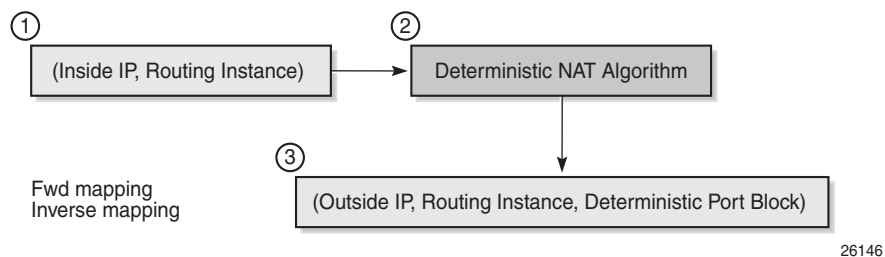 1
2
(Inside IP, Routing Instance)
Deterministic NAT Algorithm
3
Fwd mapping
Inverse mapping
(Outside IP, Routing Instance, Deterministic Port Block)
26146